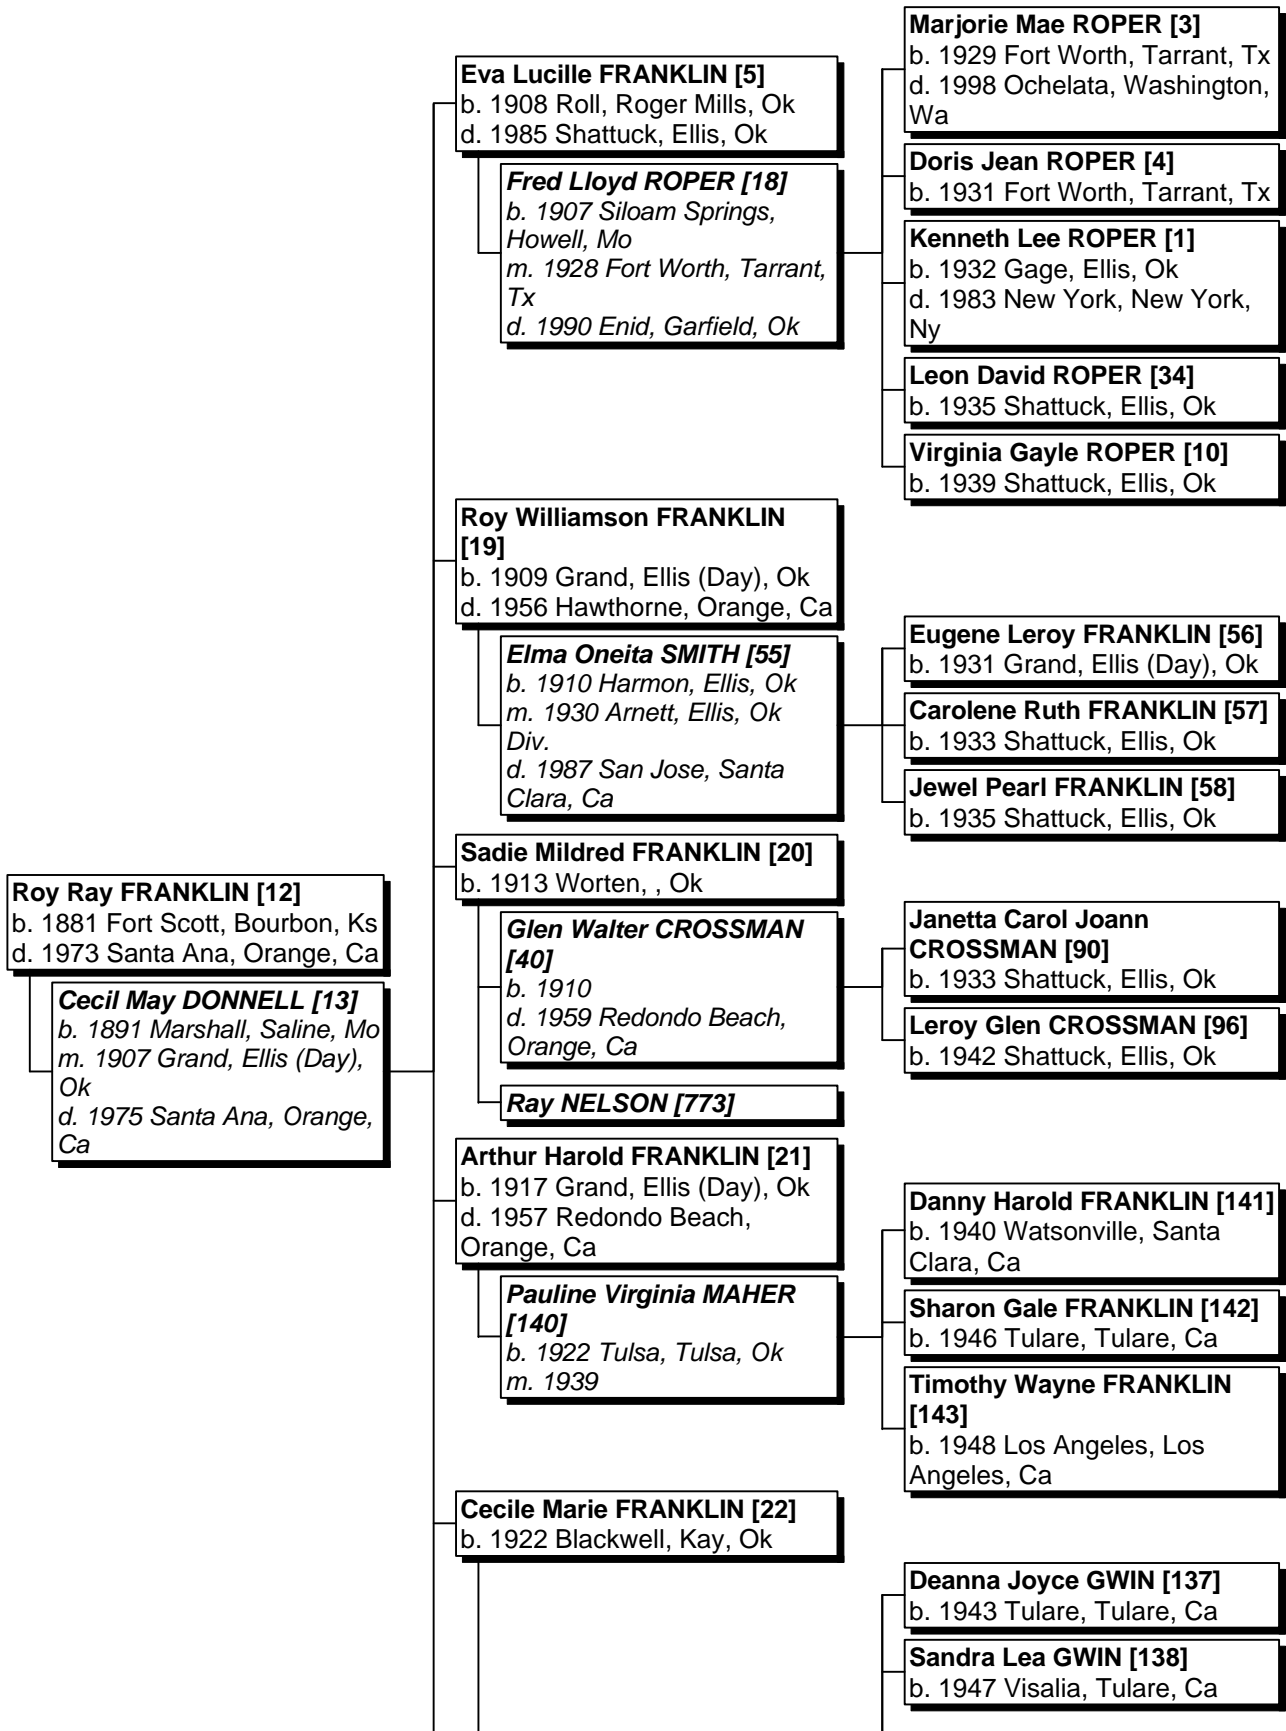 Roy Ray FRANKLIN [12]
b. 1881 Fort Scott, Bourbon, Ks
d. 1973 Santa Ana, Orange, Ca
Cecil May DONNELL [13]
b. 1891 Marshall, Saline, Mo
m. 1907 Grand, Ellis (Day),
Ok
d. 1975 Santa Ana, Orange,
Ca
Eva Lucille FRANKLIN [5]
b. 1908 Roll, Roger Mills, Ok
d. 1985 Shattuck, Ellis, Ok
Fred Lloyd ROPER [18]
b. 1907 Siloam Springs,
Howell, Mo
m. 1928 Fort Worth, Tarrant,
Tx
d. 1990 Enid, Garfield, Ok
Marjorie Mae ROPER [3]
b. 1929 Fort Worth, Tarrant, Tx
d. 1998 Ochelata, Washington,
Wa
Doris Jean ROPER [4]
b. 1931 Fort Worth, Tarrant, Tx
Kenneth Lee ROPER [1]
b. 1932 Gage, Ellis, Ok
d. 1983 New York, New York,
Ny
Leon David ROPER [34]
b. 1935 Shattuck, Ellis, Ok
Virginia Gayle ROPER [10]
b. 1939 Shattuck, Ellis, Ok
Roy Williamson FRANKLIN
[19]
b. 1909 Grand, Ellis (Day), Ok
d. 1956 Hawthorne, Orange, Ca
Elma Oneita SMITH [55]
b. 1910 Harmon, Ellis, Ok
m. 1930 Arnett, Ellis, Ok
Div.
d. 1987 San Jose, Santa
Clara, Ca
Eugene Leroy FRANKLIN [56]
b. 1931 Grand, Ellis (Day), Ok
Carolene Ruth FRANKLIN [57]
b. 1933 Shattuck, Ellis, Ok
Jewel Pearl FRANKLIN [58]
b. 1935 Shattuck, Ellis, Ok
Sadie Mildred FRANKLIN [20]
b. 1913 Worten, , Ok
Glen Walter CROSSMAN
[40]
b. 1910
d. 1959 Redondo Beach,
Orange, Ca
Janetta Carol Joann
CROSSMAN [90]
b. 1933 Shattuck, Ellis, Ok
Leroy Glen CROSSMAN [96]
b. 1942 Shattuck, Ellis, Ok
Ray NELSON [773]
Arthur Harold FRANKLIN [21]
b. 1917 Grand, Ellis (Day), Ok
d. 1957 Redondo Beach,
Orange, Ca
Pauline Virginia MAHER
[140]
b. 1922 Tulsa, Tulsa, Ok
m. 1939
Danny Harold FRANKLIN [141]
b. 1940 Watsonville, Santa
Clara, Ca
Sharon Gale FRANKLIN [142]
b. 1946 Tulare, Tulare, Ca
Timothy Wayne FRANKLIN
[143]
b. 1948 Los Angeles, Los
Angeles, Ca
Cecile Marie FRANKLIN [22]
b. 1922 Blackwell, Kay, Ok
Deanna Joyce GWIN [137]
b. 1943 Tulare, Tulare, Ca
Sandra Lea GWIN [138]
b. 1947 Visalia, Tulare, Ca